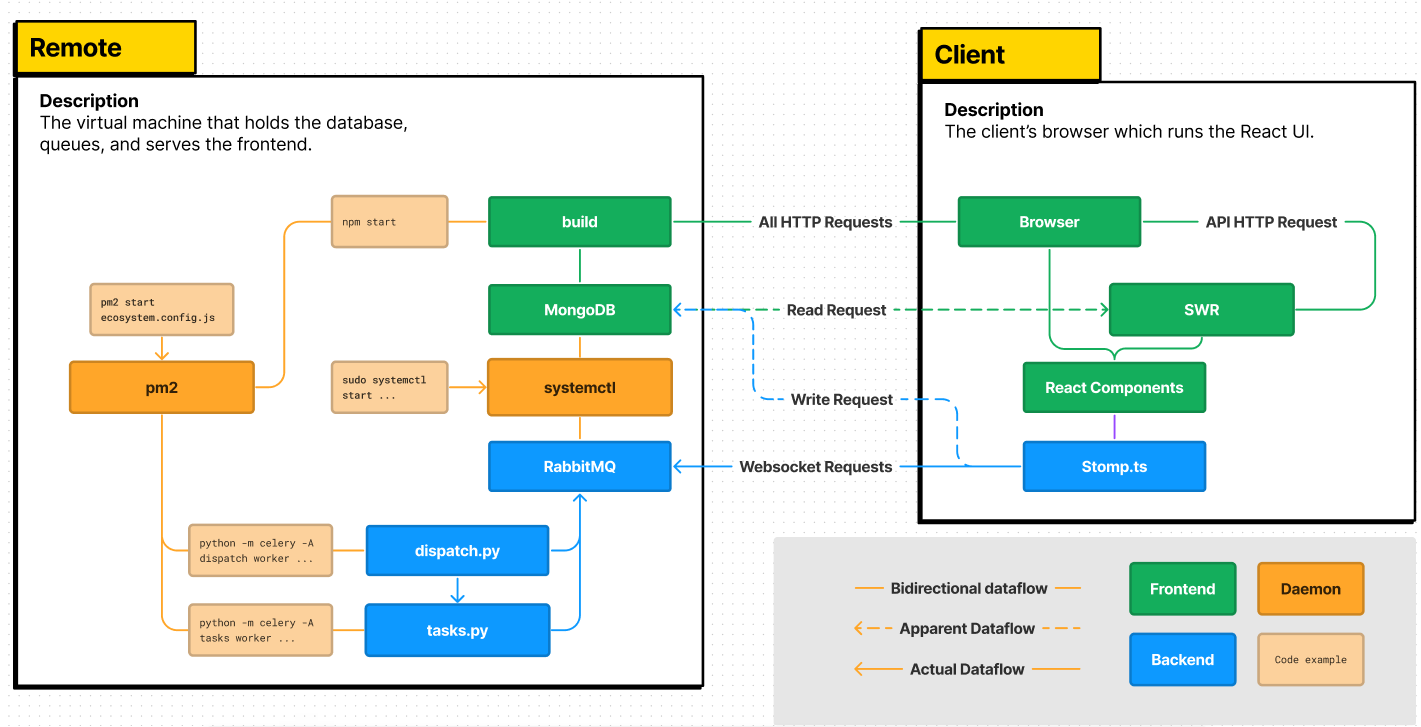 Remote
Description
The virtual machine that holds the database,
queues, and serves the frontend.
npm start
build
pm2 start
ecosystem.config.js
MongoDB
pm2
sudo systemctl
start ...
systemctl
RabbitMQ
python -m celery -A
dispatch worker ...
dispatch.py
python -m celery -A
tasks worker ...
tasks.py
All HTTP Requests
Read Request
Write Request
Websocket Requests
Client
Description
The client’s browser which runs the React UI.
Browser
API HTTP Request
SWR
React Components
Stomp.ts
Bidirectional dataflow
Apparent Dataflow
Actual Dataflow
Frontend
Daemon
Backend
Code example